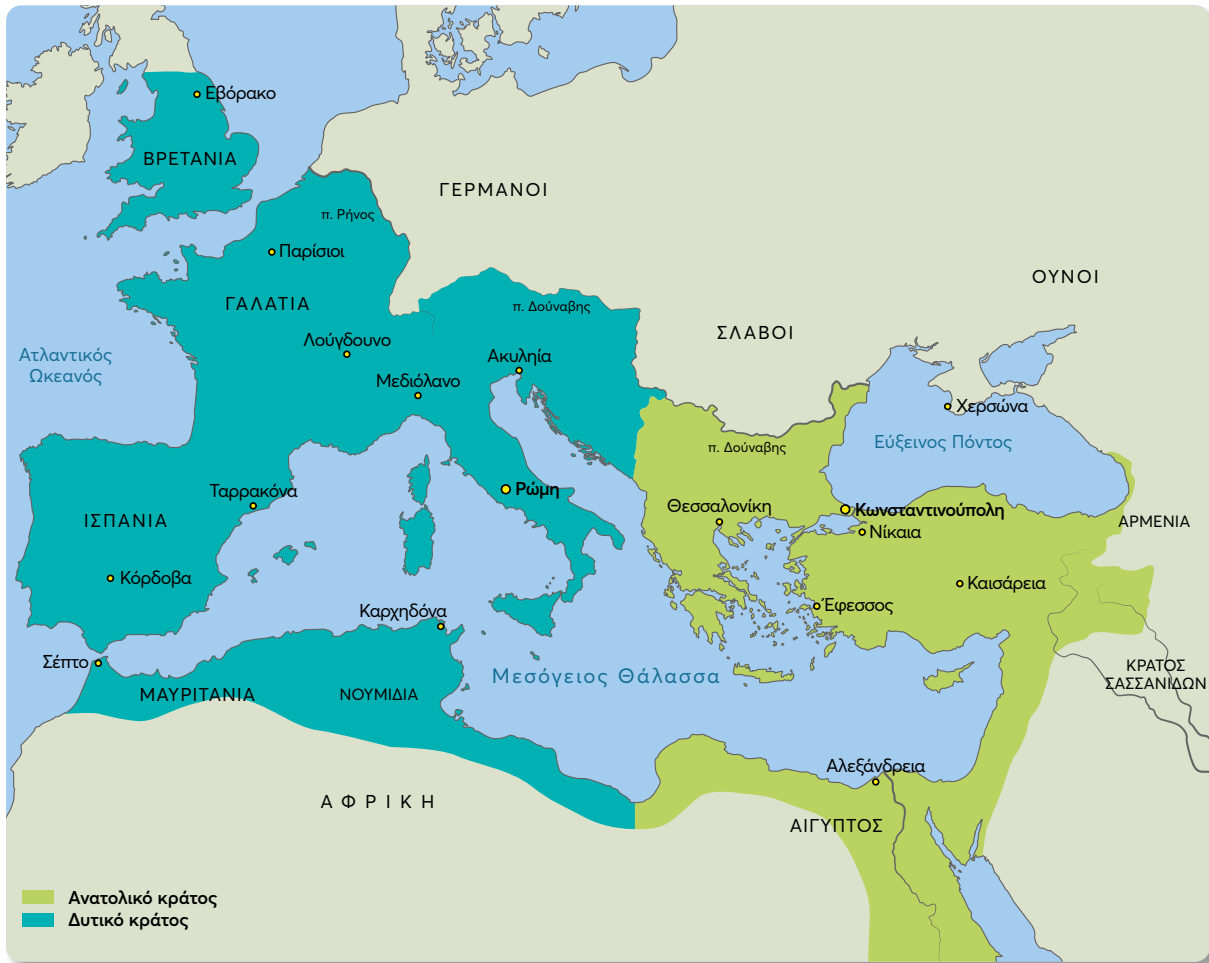 Εβόρακο
ΒΡΕΤΑΝΙΑ
ΓΕΡΜΑΝΟΙ
π. Ρήνος
Παρίσιοι
ΟΥΝΟΙ
ΓΑΛΑΤΙΑ
π. Δούναβης
ΣΛΑΒΟΙ
Λούγδουνο
Ατλαντικός
Ωκεανός
Ακυληία
Μεδιόλανο
Χερσώνα
Εύξεινος Πόντος
π. Δούναβης
Ταρρακόνα
Ρώμη
Θεσσαλονίκη
Κωνσταντινούπολη
ΙΣΠΑΝΙΑ
ΑΡΜΕΝΙΑ
Νίκαια
Κόρδοβα
Καισάρεια
Έφεσσος
Καρχηδόνα
Σέπτο
Μεσόγειος Θάλασσα
ΚΡΑΤΟΣ
ΣΑΣΣΑΝΙΔΩΝ
ΜΑΥΡΙΤΑΝΙΑ
ΝΟΥΜΙΔΙΑ
Αλεξάνδρεια
ΑΦΡΙΚΗ
ΑΙΓΥΠΤΟΣ
Ανατολικό κράτος
Δυτικό κράτος